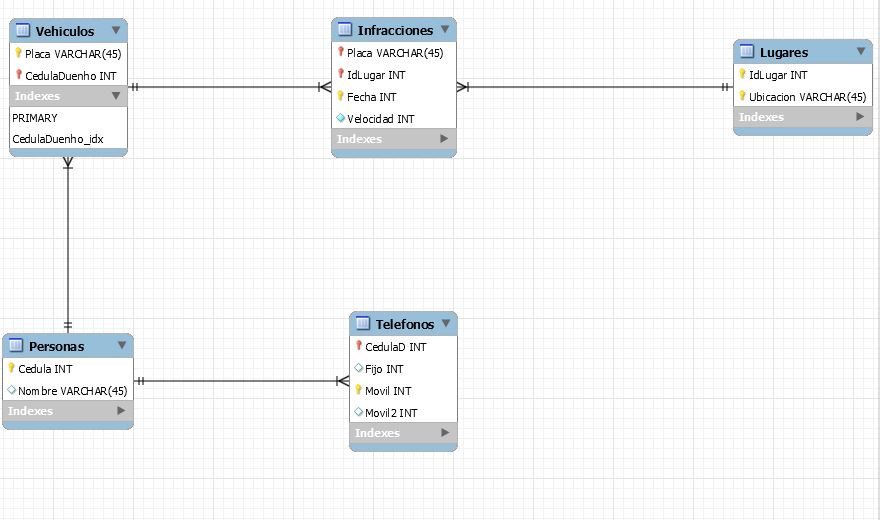 Vehiculos
Placa VARCHAR(45)
CedulaDuenho INT
Indexes
PRIMARY
CedulaDuenho_idx
Infracciones
Placa VARCHAR(45)
IdLugar INT
Fecha INT
Velocidad INT
Indexes
Lugares
IdLugar INT
Ubicacion VARCHAR(45)
Indexes
Personas
Cedula INT
Nombre VARCHAR(45)
Indexes
Telefonos
CedulaD INT
Fijo INT
Movil INT
Movil2 INT
Indexes